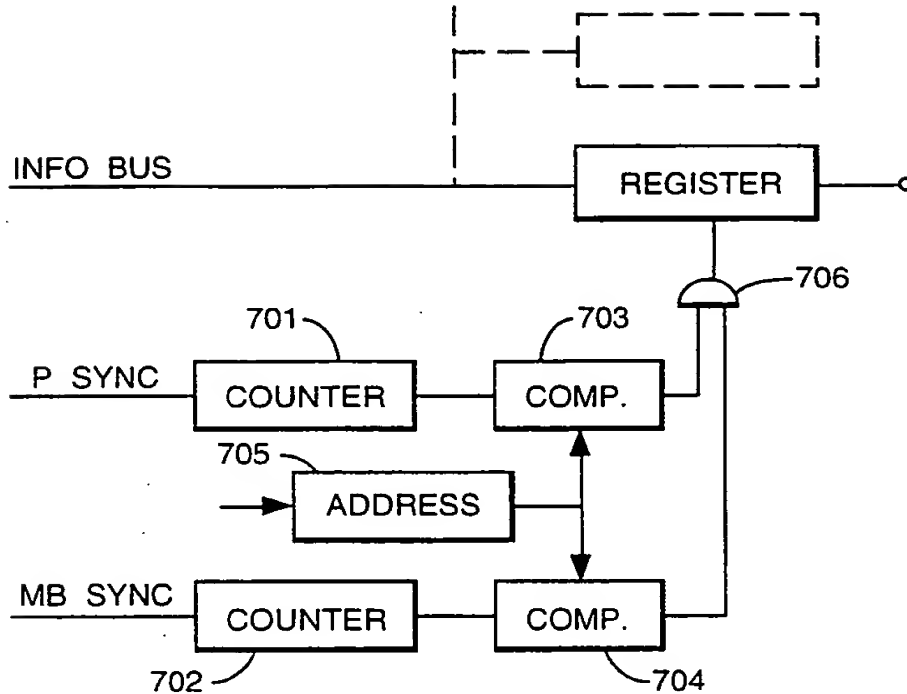 INFO BUS
REGISTER
706
701
703
P SYNC
COUNTER
COMP.
705
ADDRESS
MB SYNC
COUNTER
COMP.
702
704